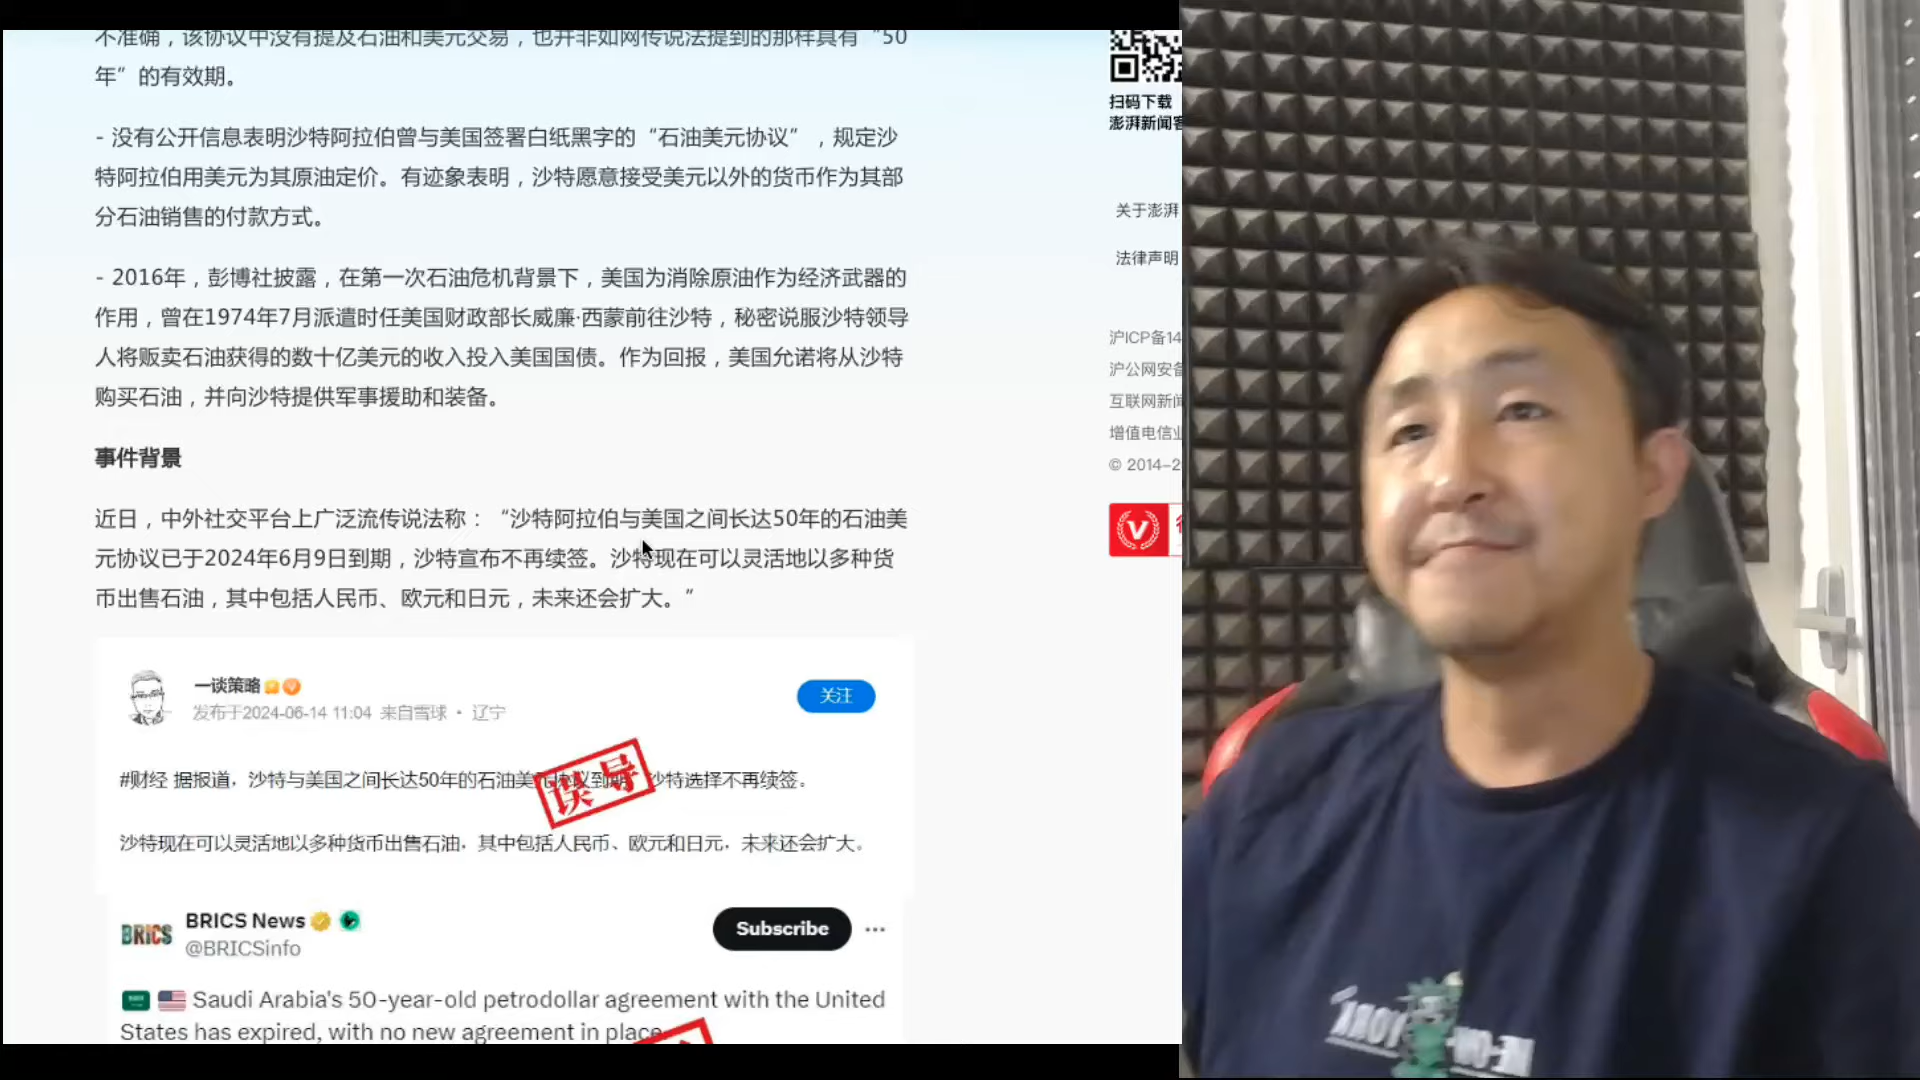 不准确，该协议中没有提及石油和美元交易，也并非如网传说法提到的那样具有“50
年”的有效期。
- 没有公开信息表明沙特阿拉伯曾与美国签署白纸黑字的“石油美元协议”，规定沙
特阿拉伯用美元为其原油定价。有迹象表明，沙特愿意接受美元以外的货币作为其部
分石油销售的付款方式。
- 2016年，彭博社披露，在第一次石油危机背景下，美国为消除原油作为经济武器的
作用，曾在1974年7月派遣时任美国财政部长威廉·西蒙前往沙特，秘密说服沙特领导
人将贩卖石油获得的数十亿美元的收入投入美国国债。作为回报，美国允诺将从沙特
购买石油，并向沙特提供军事援助和装备。
事件背景
近日，中外社交平台上广泛流传说法称：“沙特阿拉伯与美国之间长达50年的石油美
元协议已于2024年6月9日到期，沙特宣布不再续签。沙特现在可以灵活地以多种货
币出售石油，其中包括人民币、欧元和日元，未来还会扩大。”
一谈策略
发布于2024-06-14 11:04 来自雪球 · 辽宁
关注
#财经 据报道，沙特与美国之间长达50年的石油美元协议到期，沙特选择不再续签。
误导
沙特现在可以灵活地以多种货币出售石油，其中包括人民币、欧元和日元，未来还会扩大。
BRICS
BRICS News
@BRICSinfo
Subscribe
Saudi Arabia's 50-year-old petrodollar agreement with the United
States has expired, with no new agreement in place
扫码下载
澎湃新闻客
关于澎湃
法律声明
沪ICP备14
沪公网安备
互联网新闻
增值电信业
© 2014-2